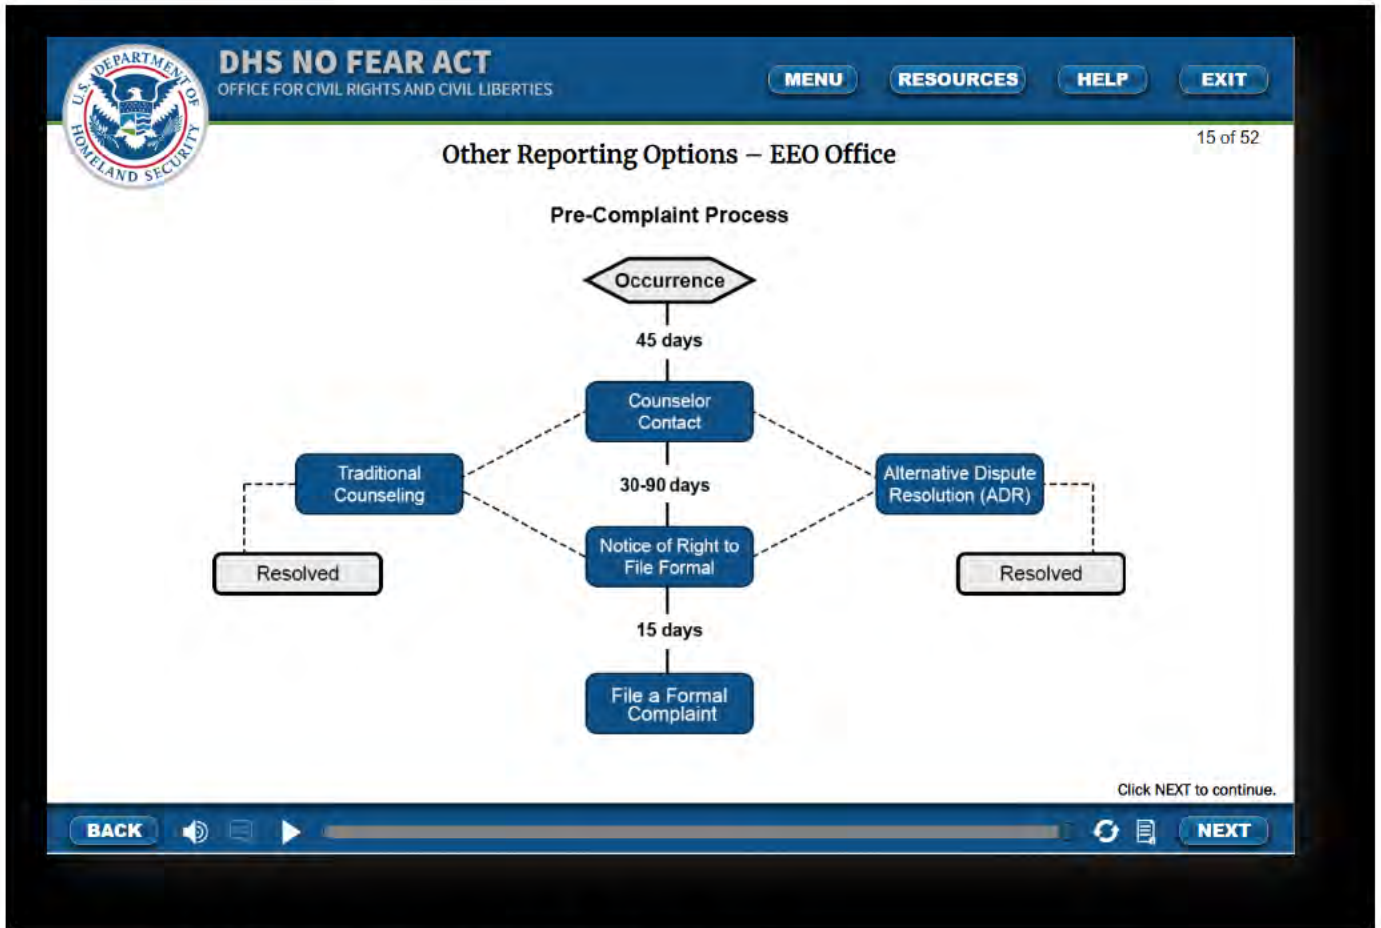 U.S. DEPARTMENT OF HOMELAND SECURITY
DHS NO FEAR ACT
OFFICE FOR CIVIL RIGHTS AND CIVIL LIBERTIES
MENU
RESOURCES
HELP
EXIT
15 of 52
Other Reporting Options – EEO Office
Pre-Complaint Process
Occurrence
45 days
Counselor
Contact
Traditional
Counseling
30-90 days
Alternative Dispute
Resolution (ADR)
Notice of Right to
File Formal
Resolved
Resolved
15 days
File a Formal
Complaint
Click NEXT to continue.
BACK
NEXT